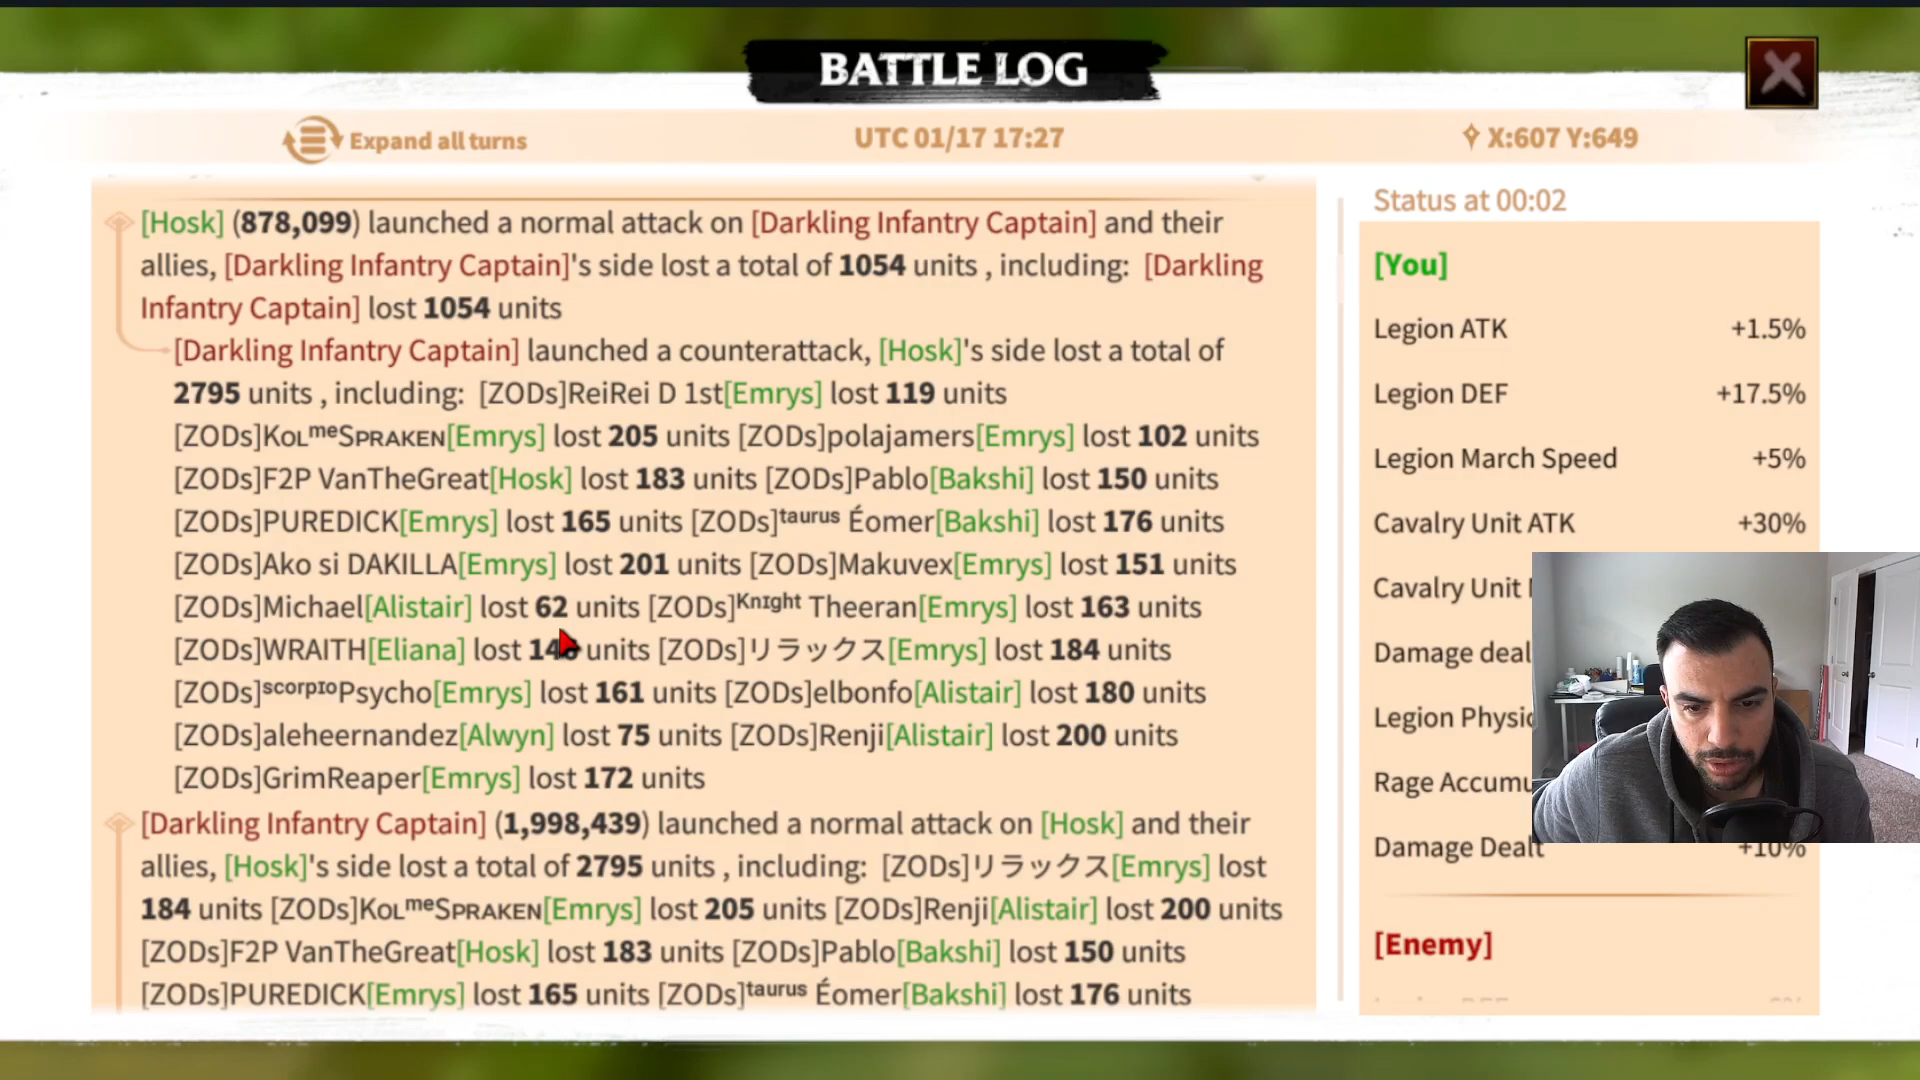 BATTLE LOG
Expand all turns
UTC 01/17 17:27
X:607 Y:649
[Hosk] (878,099) launched a normal attack on [Darkling Infantry Captain] and their
allies, [Darkling Infantry Captain]'s side lost a total of 1054 units , including: [Darkling
Infantry Captain] lost 1054 units
[Darkling Infantry Captain] launched a counterattack, [Hosk]'s side lost a total of
2795 units , including: [ZODs]ReiRei D 1st[Emrys] lost 119 units
[ZODs]KᴏʟᵐᵉSᴘʀᴀᴋᴇɴ[Emrys] lost 205 units [ZODs]polajamers[Emrys] lost 102 units
[ZODs]F2P VanTheGreat[Hosk] lost 183 units [ZODs]Pablo[Bakshi] lost 150 units
[ZODs]PUREDICK[Emrys] lost 165 units [ZODs]ᵗᵃᵘʳᵘˢ Éomer[Bakshi] lost 176 units
[ZODs]Ako si DAKILLA[Emrys] lost 201 units [ZODs]Makuvex[Emrys] lost 151 units
[ZODs]Michael[Alistair] lost 62 units [ZODs]ᴷⁿᶦᵍʰᵗ Theeran[Emrys] lost 163 units
[ZODs]WRAITH[Eliana] lost units [ZODs]リラックス[Emrys] lost 184 units
[ZODs]ˢᶜᵒʳᵖᶦᵒPsycho[Emrys] lost 161 units [ZODs]elbonfo[Alistair] lost 180 units
[ZODs]aleheernandez[Alwyn] lost 75 units [ZODs]Renji[Alistair] lost 200 units
[ZODs]GrimReaper[Emrys] lost 172 units
[Darkling Infantry Captain] (1,998,439) launched a normal attack on [Hosk] and their
allies, [Hosk]'s side lost a total of 2795 units , including: [ZODs]リラックス[Emrys] lost
184 units [ZODs]KᴏʟᵐᵉSᴘʀᴀᴋᴇɴ[Emrys] lost 205 units [ZODs]Renji[Alistair] lost 200 units
[ZODs]F2P VanTheGreat[Hosk] lost 183 units [ZODs]Pablo[Bakshi] lost 150 units
[ZODs]PUREDICK[Emrys] lost 165 units [ZODs]ᵗᵃᵘʳᵘˢ Éomer[Bakshi] lost 176 units
Status at 00:02
[You]
Legion ATK +1.5%
Legion DEF +17.5%
Legion March Speed +5%
Cavalry Unit ATK +30%
Cavalry Unit
Damage deal
Legion Physic
Rage Accumu
Damage Dealt +10%
[Enemy]